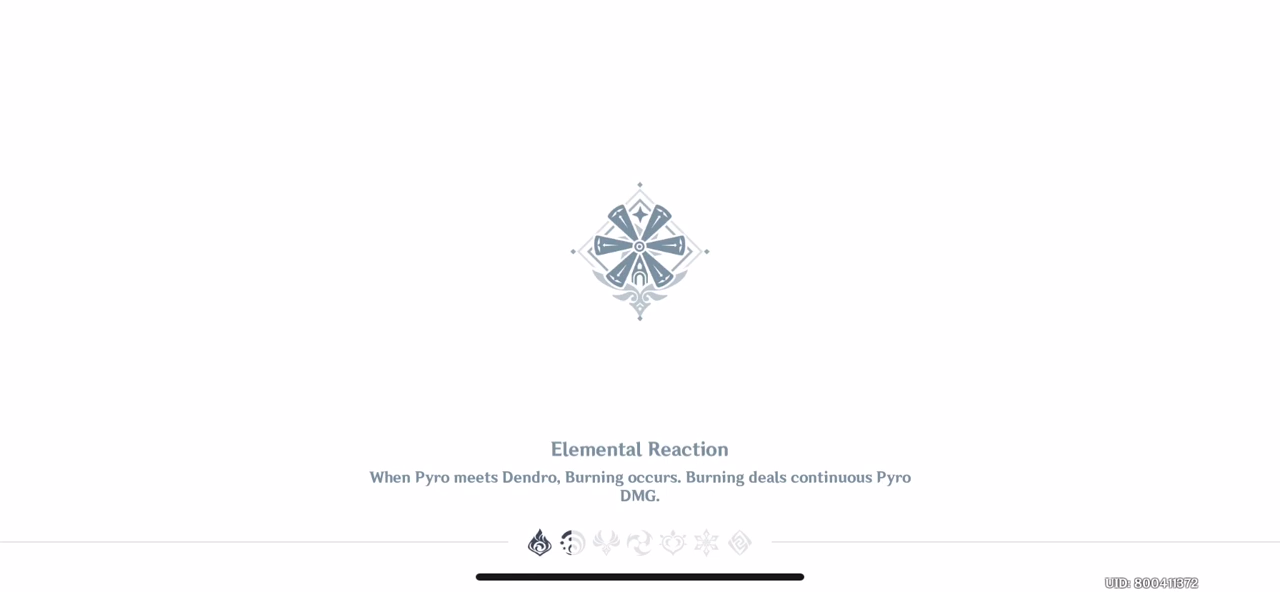 Elemental Reaction
When Pyro meets Dendro, Burning occurs. Burning deals continuous Pyro
DMG.
UID: 800411372